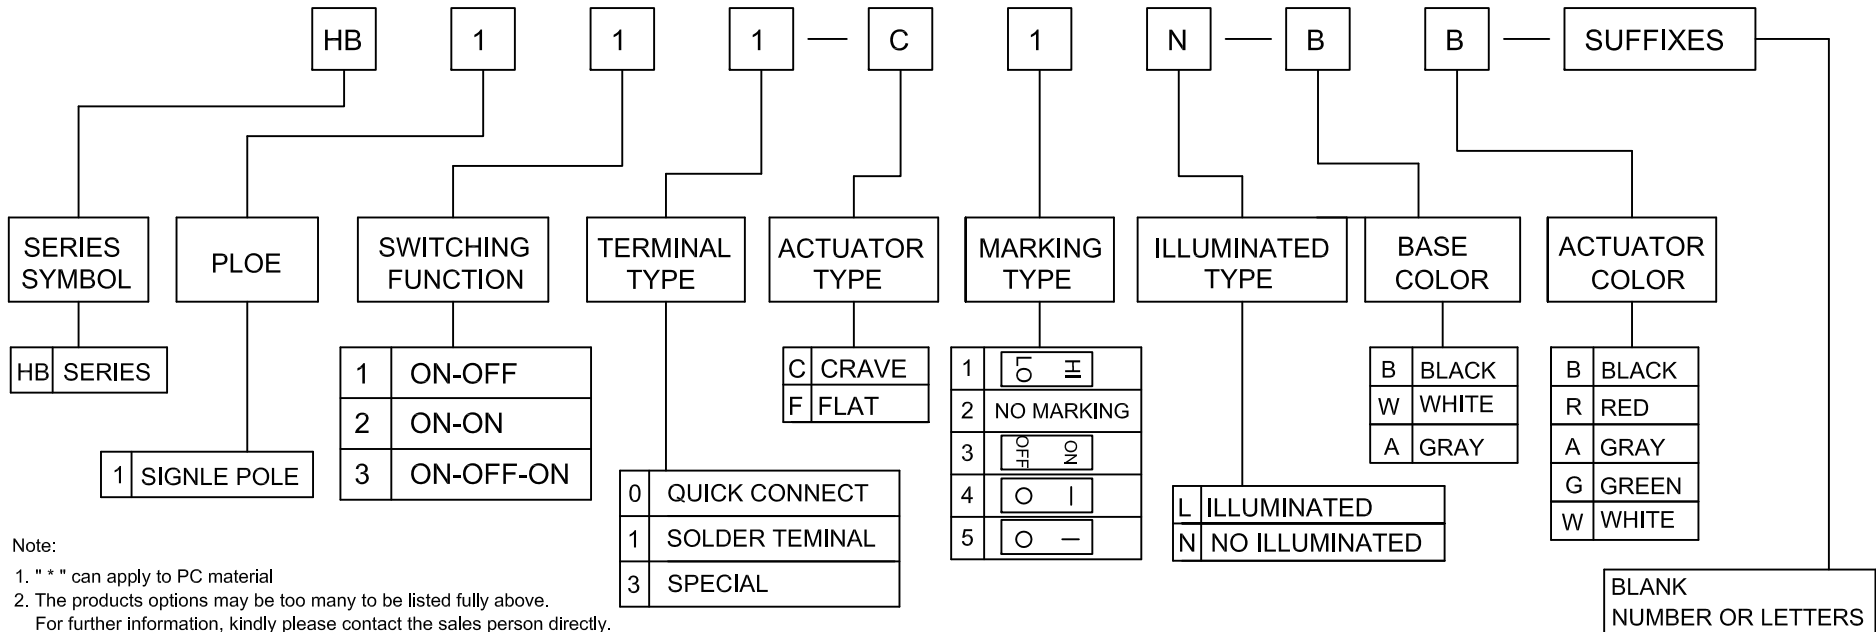 HB 1 1 1 — C 1 N — B B — SUFFIXES
SERIES
SYMBOL
PLOE
SWITCHING
FUNCTION
TERMINAL
TYPE
ACTUATOR
TYPE
MARKING
TYPE
ILLUMINATED
TYPE
BASE
COLOR
ACTUATOR
COLOR
HB SERIES
1 SIGNLE POLE
1 ON-OFF
2 ON-ON
3 ON-OFF-ON
0 QUICK CONNECT
1 SOLDER TEMINAL
3 SPECIAL
C CRAVE
F FLAT
1 LO HI
2 NO MARKING
3 OFF ON
4 O —
5 O —
L ILLUMINATED
N NO ILLUMINATED
B BLACK
W WHITE
A GRAY
B BLACK
R RED
A GRAY
G GREEN
W WHITE
BLANK
NUMBER OR LETTERS
Note:
1. " * " can apply to PC material
2. The products options may be too many to be listed fully above.
For further information, kindly please contact the sales person directly.